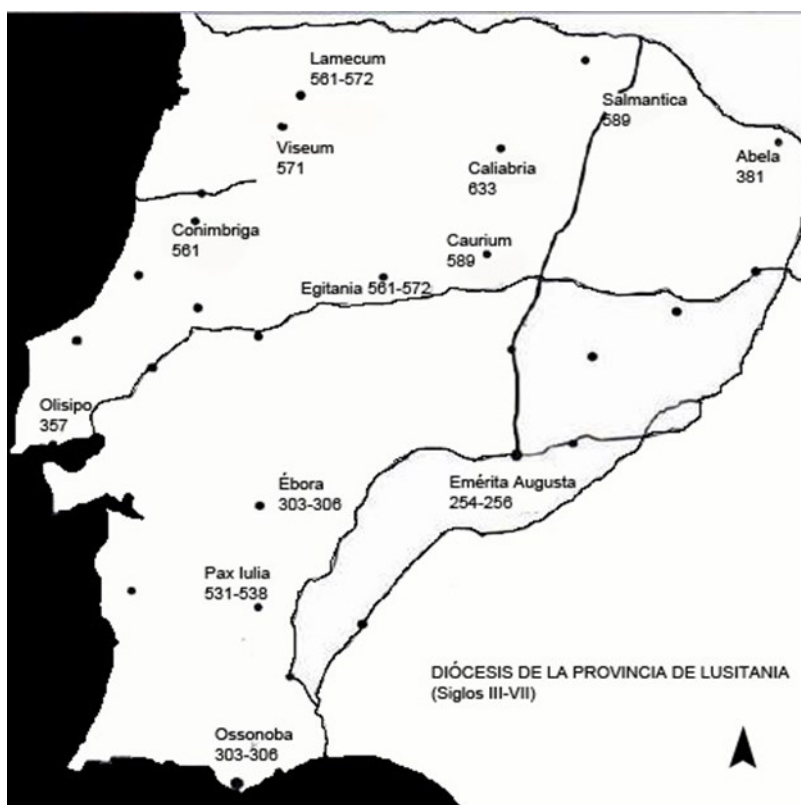 Lamecum
561-572
Viseum
571
Salmantica
589
Caliabria
633
Abela
381
Conimbriga
561
Caurium
589
Egitania 561-572
Olisipo
357
Ébora
303-306
Emérita Augusta
254-256
Pax Iulia
531-538
DIÓCESIS DE LA PROVINCIA DE LUSITANIA
(Siglos III-VII)
Ossonoba
303-306